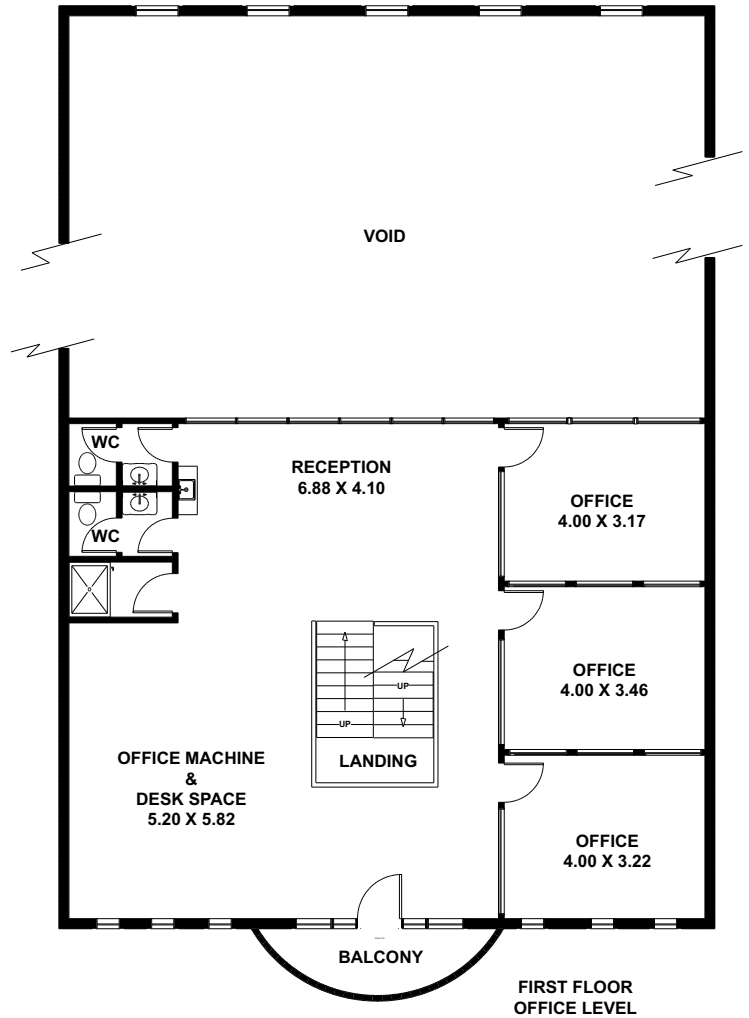 VOID
WC
RECEPTION
6.88 X 4.10
OFFICE
4.00 X 3.17
WC
UP
UP
OFFICE
4.00 X 3.46
LANDING
OFFICE MACHINE
&
DESK SPACE
5.20 X 5.82
OFFICE
4.00 X 3.22
BALCONY
FIRST FLOOR
OFFICE LEVEL